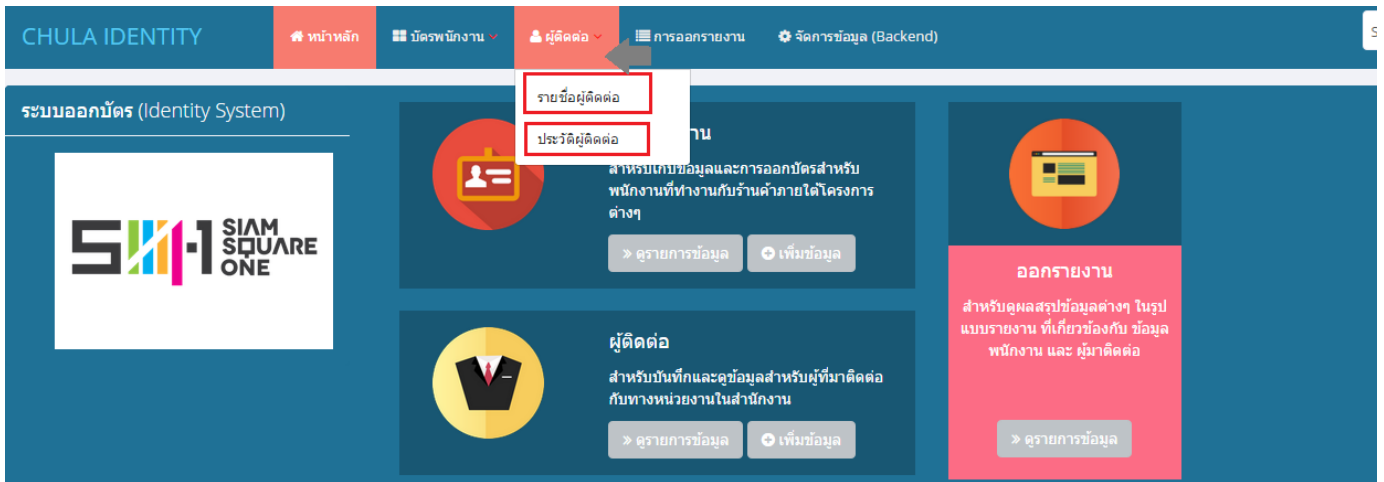 CHULA IDENTITY
หน้าหลัก
บัตรพนักงาน
ผู้ติดต่อ
การออกรายงาน
จัดการข้อมูล (Backend)
รายชื่อผู้ติดต่อ
ประวัติผู้ติดต่อ
ระบบออกบัตร (Identity System)
SIAM
SQUARE
ONE
สำหรับเก็บข้อมูลและการออกบัตรสำหรับ
พนักงานที่ทำงานกับร้านค้าภายใต้โครงการ
ต่างๆ
» ดูรายการข้อมูล
เพิ่มข้อมูล
ผู้ติดต่อ
สำหรับบันทึกและดูข้อมูลสำหรับผู้ที่มาติดต่อ
กับทางหน่วยงานในสำนักงาน
» ดูรายการข้อมูล
เพิ่มข้อมูล
ออกรายงาน
สำหรับดูผลสรุปข้อมูลต่างๆ ในรูป
แบบรายงาน ที่เกี่ยวข้องกับ ข้อมูล
พนักงาน และ ผู้มาติดต่อ
» ดูรายการข้อมูล